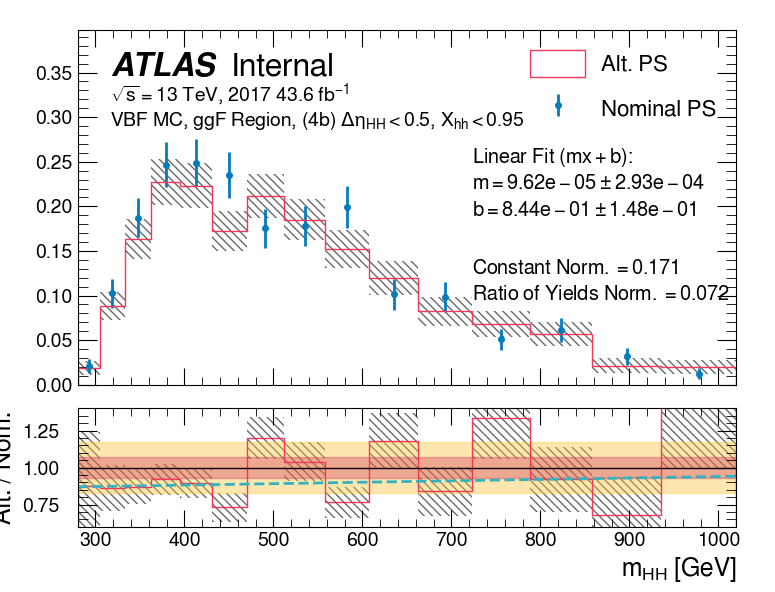 ATLAS Internal
√s = 13 TeV, 2017 43.6 fb⁻¹
VBF MC, ggF Region, (4b) Δη_HH < 0.5, X_hh < 0.95
Alt. PS
Nominal PS
Linear Fit (mx + b):
m = 9.62e − 05 ± 2.93e − 04
b = 8.44e − 01 ± 1.48e − 01
Constant Norm. = 0.171
Ratio of Yields Norm. = 0.072
0.35
0.30
0.25
0.20
0.15
0.10
0.05
0.00
Alt. / Nom.
1.25
1.00
0.75
300 400 500 600 700 800 900 1000
m_HH [GeV]